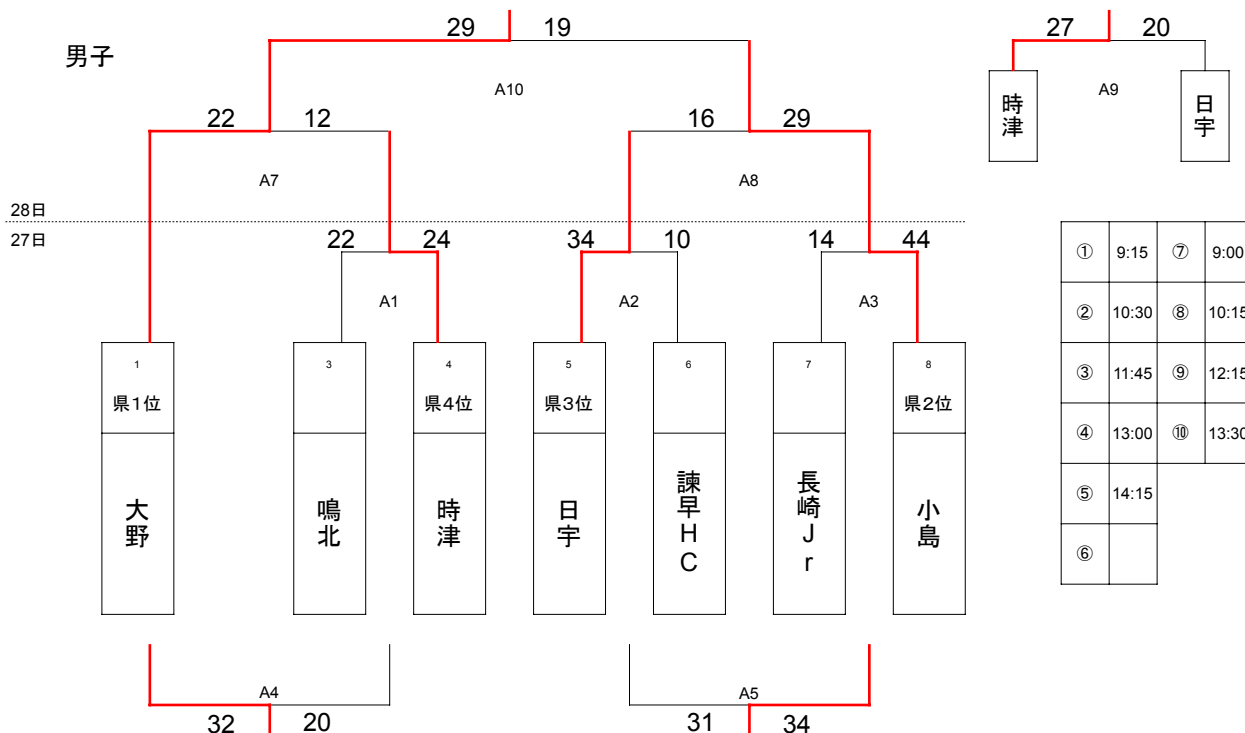 29 19
27 20
男子
A10
A9
時津
日宇
22 12
16 29
A7
A8
28日
27日
22 24
34 10
14 44
A1
A2
A3
① 9:15 ⑦ 9:00
② 10:30 ⑧ 10:15
③ 11:45 ⑨ 12:15
④ 13:00 ⑩ 13:30
⑤ 14:15
⑥
1 3 4 5 6 7 8
県1位 県4位 県3位 県2位
大野
鳴北
時津
日宇
諫早HC
長崎Jr
小島
A4
A5
32 20
31 34